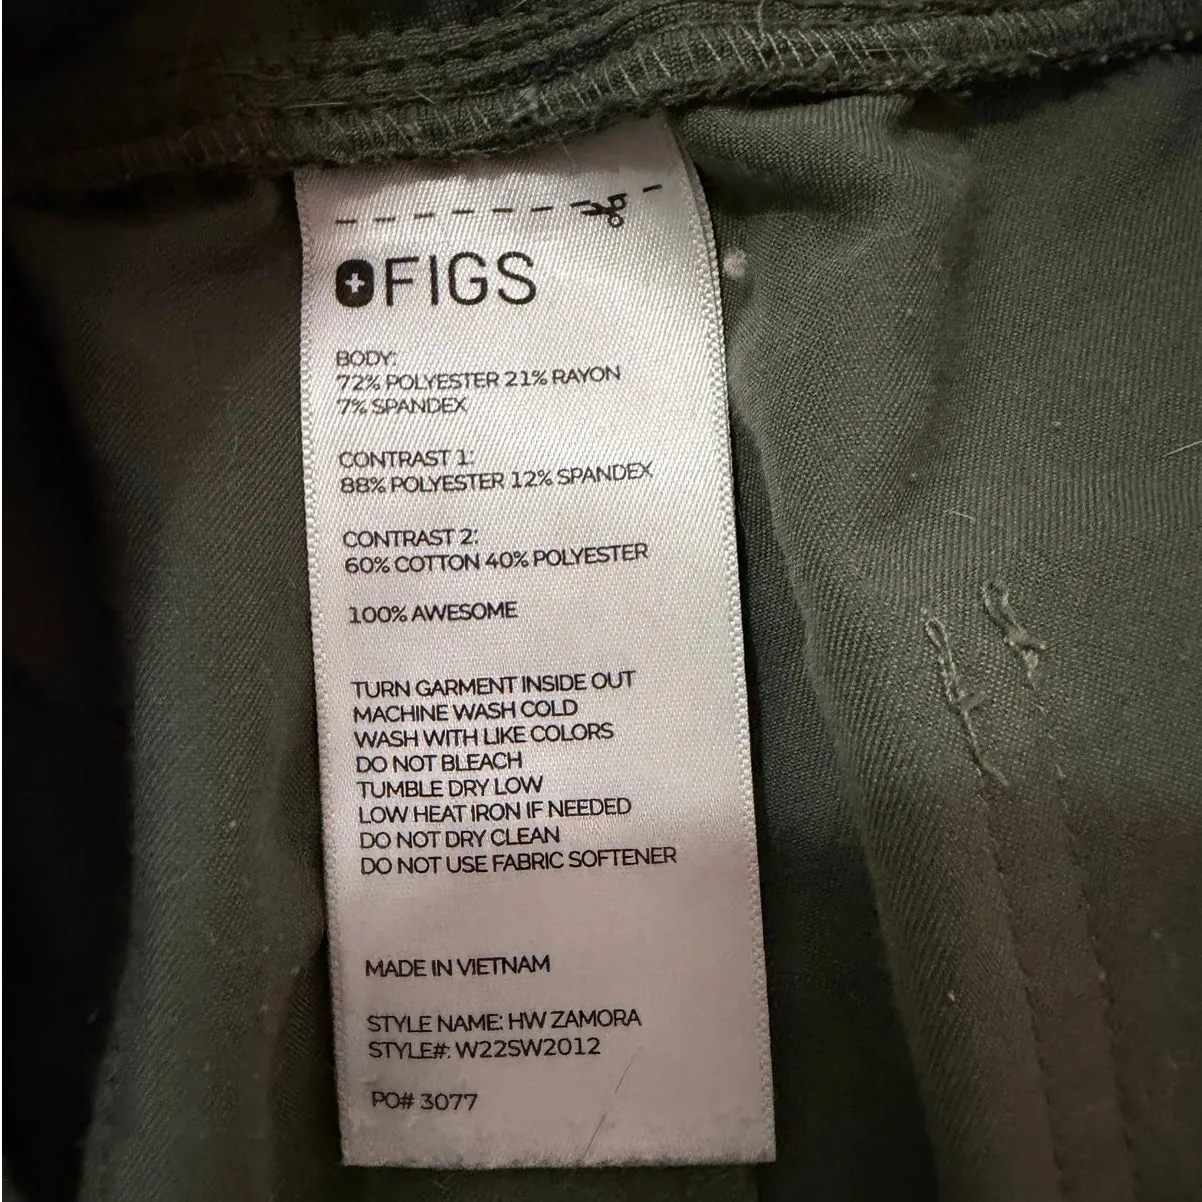 FIGS
BODY:
72% POLYESTER 21% RAYON
7% SPANDEX
CONTRAST 1:
88% POLYESTER 12% SPANDEX
CONTRAST 2:
60% COTTON 40% POLYESTER
100% AWESOME
TURN GARMENT INSIDE OUT
MACHINE WASH COLD
WASH WITH LIKE COLORS
DO NOT BLEACH
TUMBLE DRY LOW
LOW HEAT IRON IF NEEDED
DO NOT DRY CLEAN
DO NOT USE FABRIC SOFTENER
MADE IN VIETNAM
STYLE NAME: HW ZAMORA
STYLE#: W22SW2012
PO# 3077